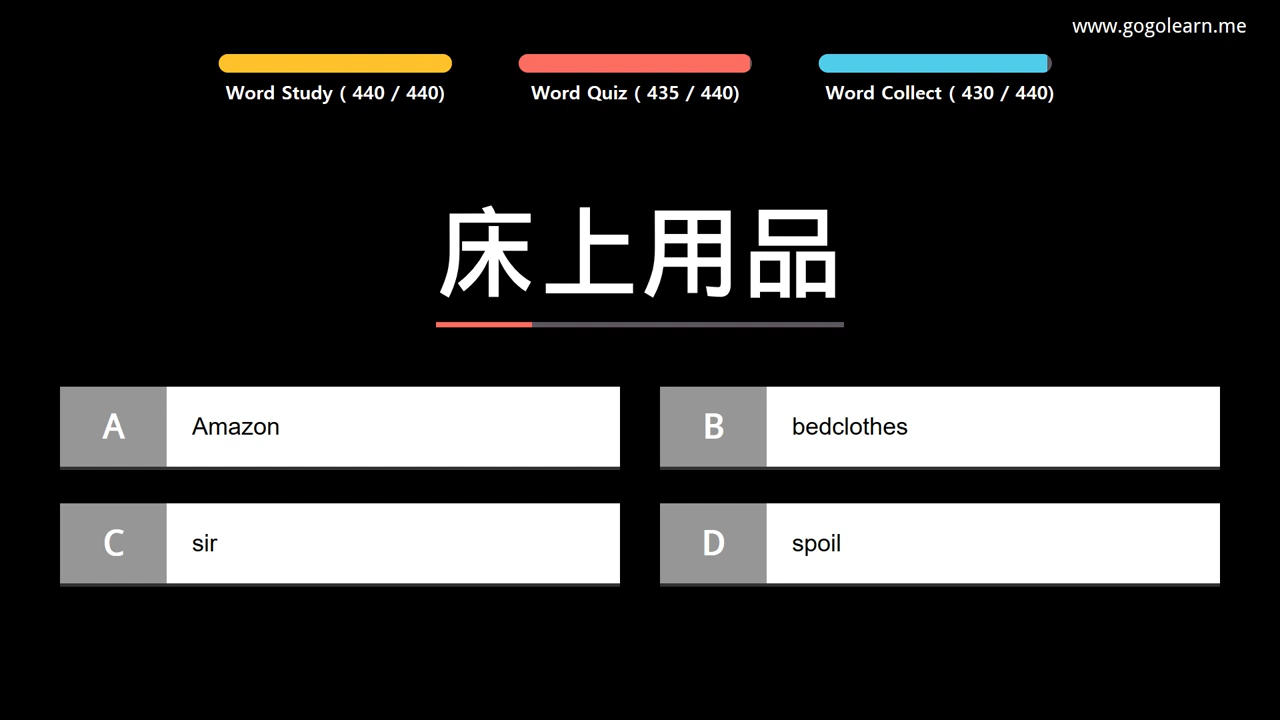 www.gogolearn.me
Word Study ( 440 / 440)
Word Quiz ( 435 / 440)
Word Collect ( 430 / 440)
床上用品
A Amazon
B bedclothes
C sir
D spoil